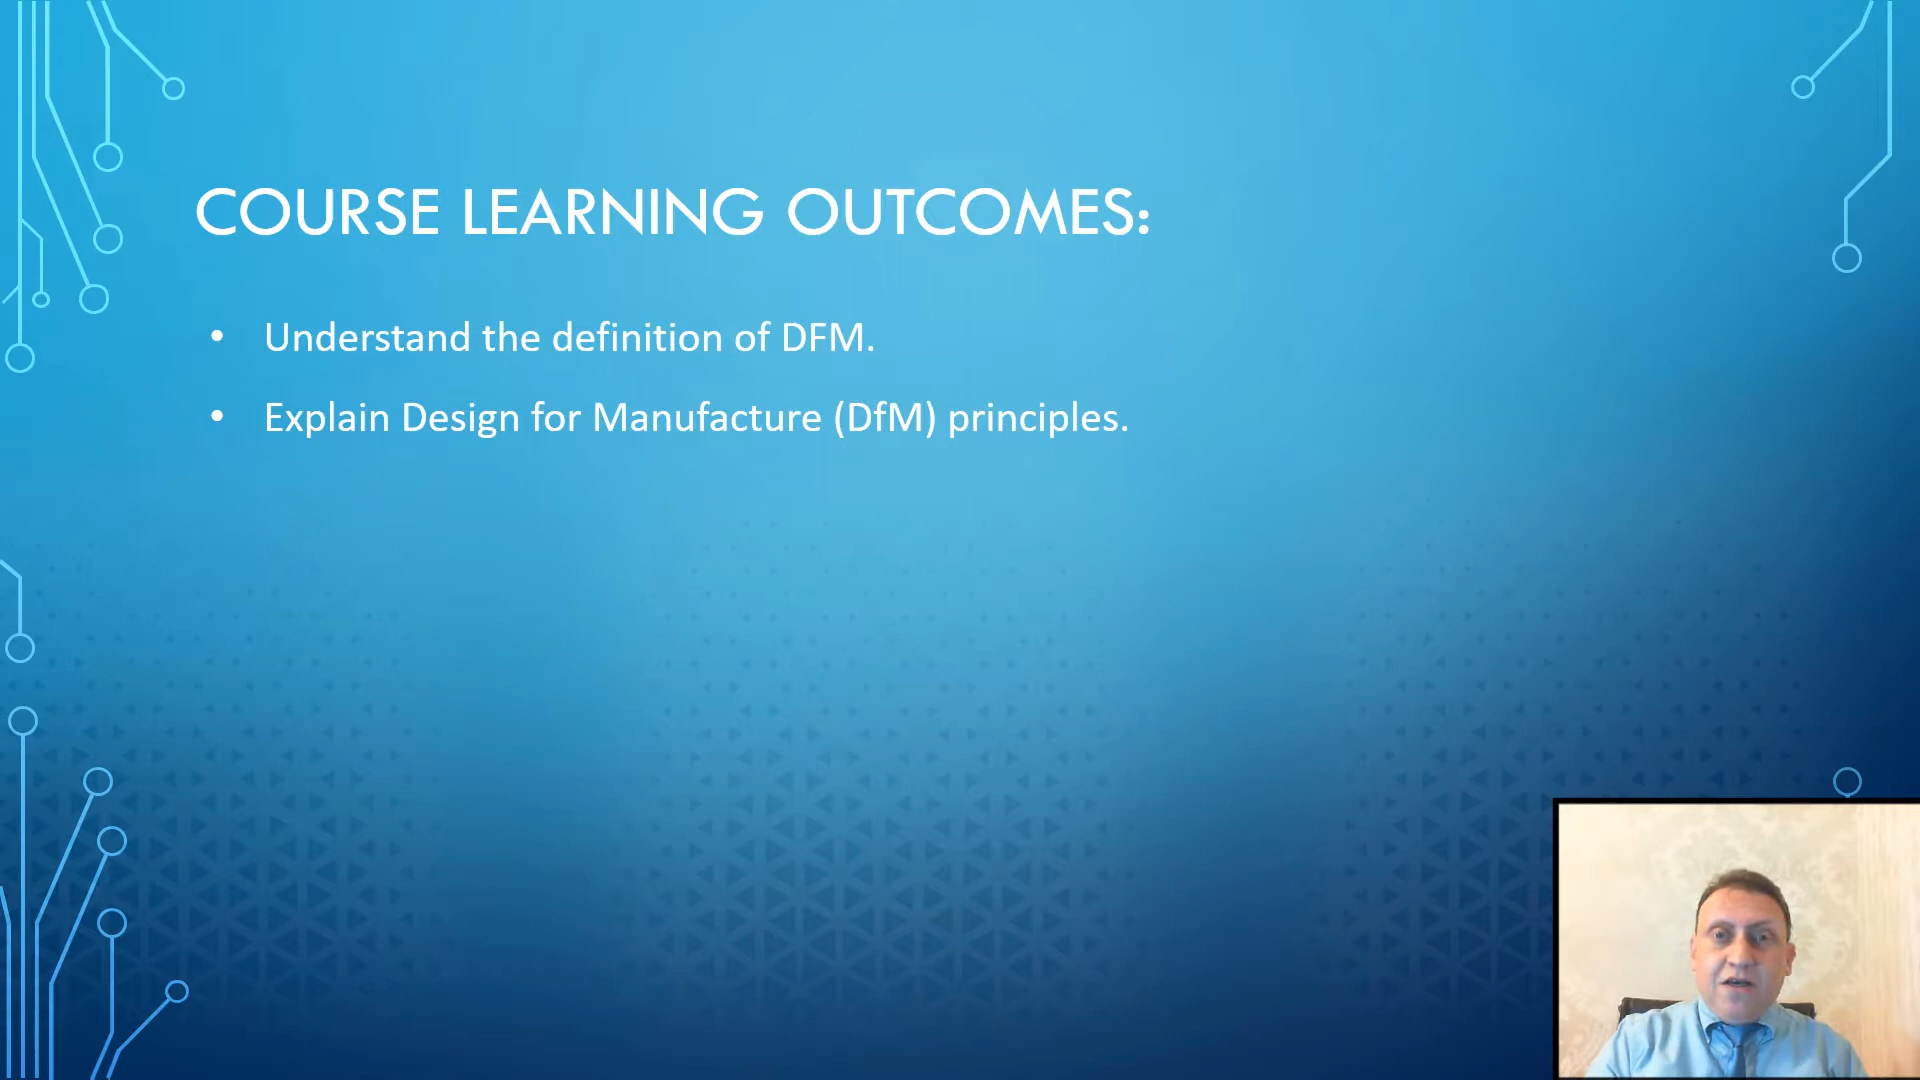 COURSE LEARNING OUTCOMES:
• Understand the definition of DFM.
• Explain Design for Manufacture (DfM) principles.